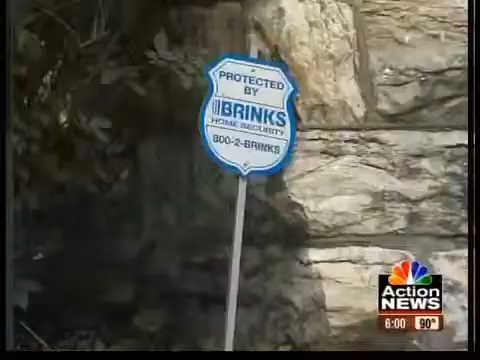 PROTECTED
BY
BRINKS
HOME SECURITY
800-2-BRINKS
Action
NEWS
6:00 90°